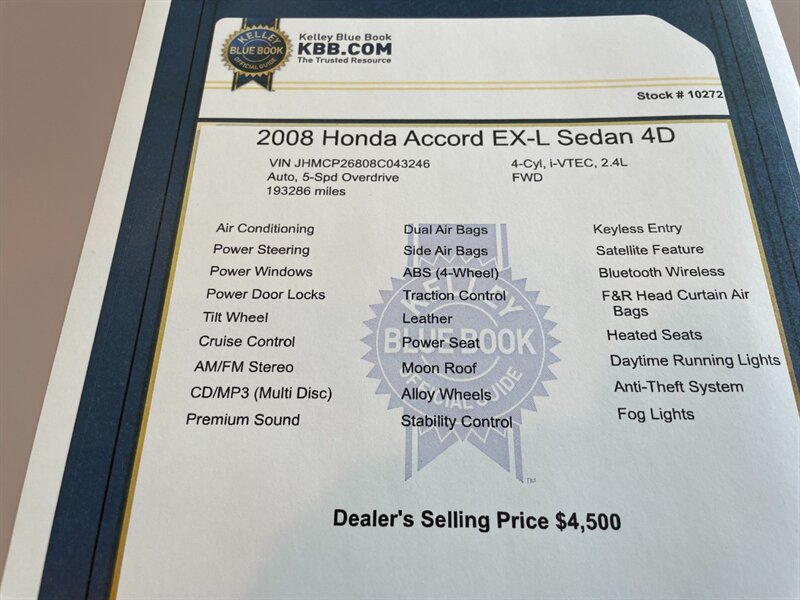 KELLEY
BLUE BOOK
OFFICIAL GUIDE
Kelley Blue Book
KBB.COM
The Trusted Resource
Stock # 10272
2008 Honda Accord EX-L Sedan 4D
VIN JHMCP26808C043246 4-Cyl, i-VTEC, 2.4L
Auto, 5-Spd Overdrive FWD
193286 miles
Air Conditioning Dual Air Bags Keyless Entry
Power Steering Side Air Bags Satellite Feature
Power Windows ABS (4-Wheel) Bluetooth Wireless
Power Door Locks Traction Control F&R Head Curtain Air
Bags
Tilt Wheel Leather Heated Seats
Cruise Control Power Seat Daytime Running Lights
AM/FM Stereo Moon Roof Anti-Theft System
CD/MP3 (Multi Disc) Alloy Wheels Fog Lights
Premium Sound Stability Control
KELLEY
BLUE BOOK
OFFICIAL GUIDE
TM
Dealer's Selling Price $4,500